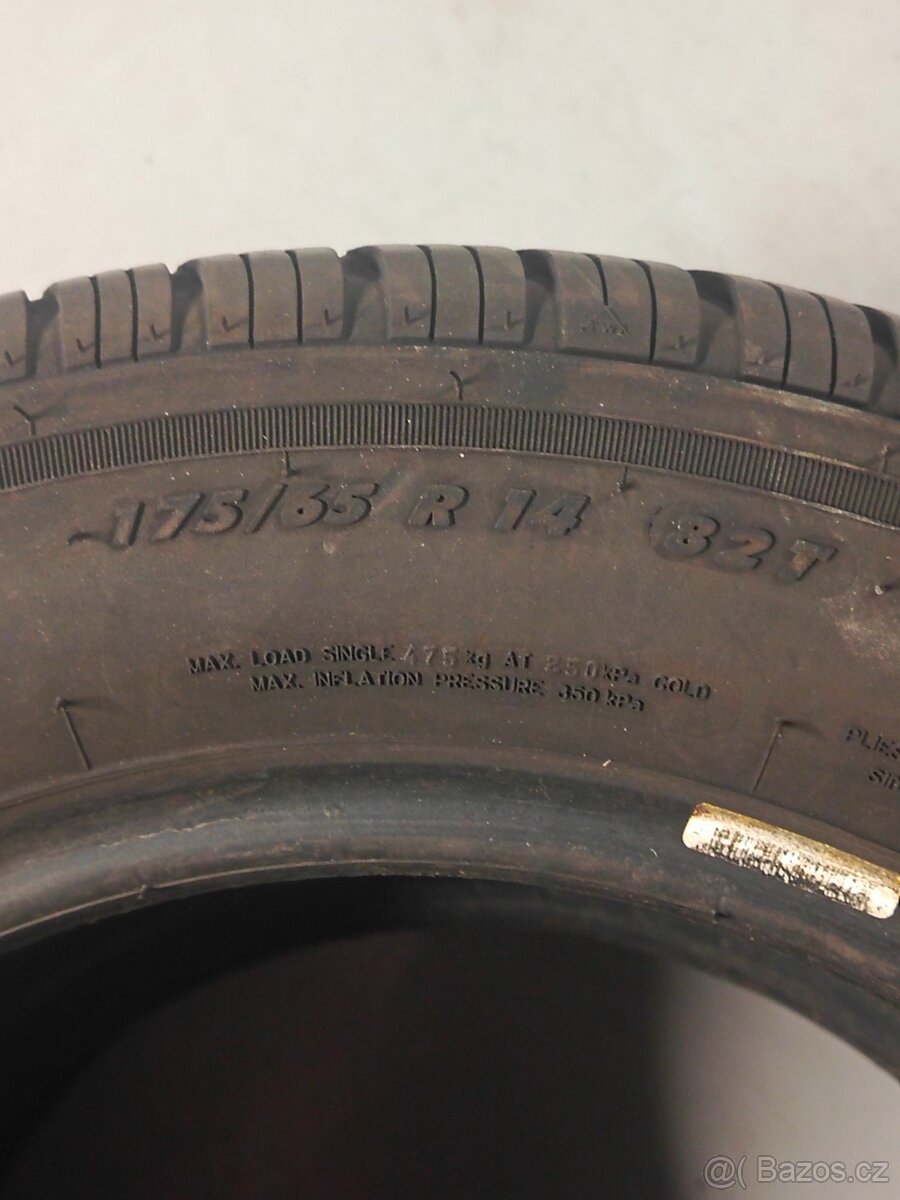 175/65 R 14 82T
MAX. LOAD SINGLE 475 kg AT 250 kPa COLD
MAX. INFLATION PRESSURE 350 kPa
PLIES
@( Bazos.cz